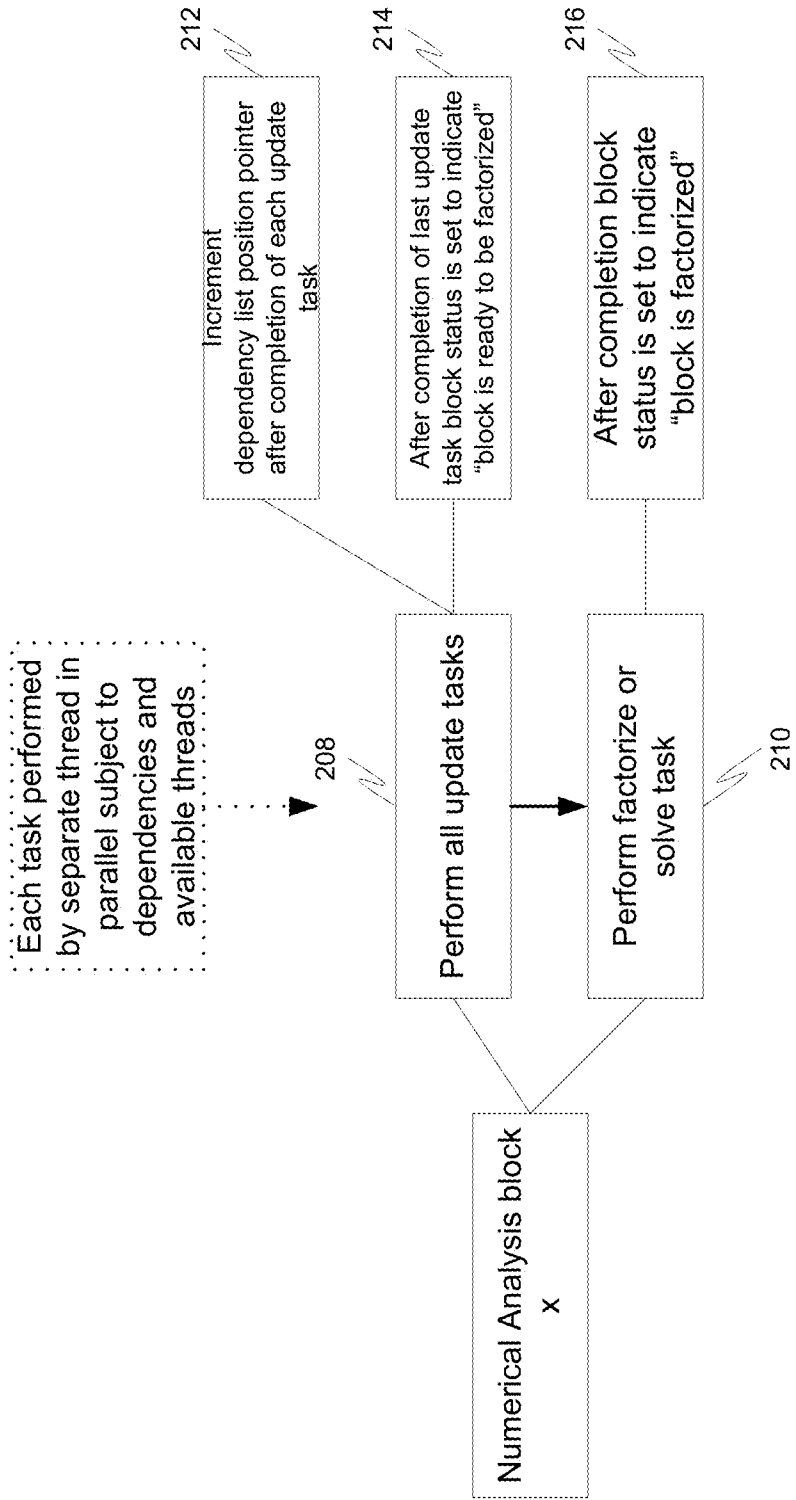 Each task performed
by separate thread in
parallel subject to
dependencies and
available threads
Increment
dependency list position pointer
after completion of each update
task
212
208
Perform all update tasks
After completion of last update
task block status is set to indicate
“block is ready to be factorized”
214
Numerical Analysis block
x
Perform factorize or
solve task
210
After completion block
status is set to indicate
“block is factorized”
216